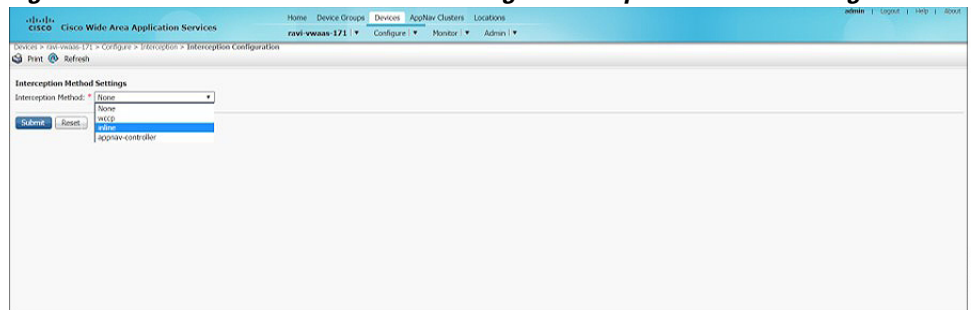 Home Device Groups Devices AppNav Clusters Locations
admin | Logout | Help | About
CISCO Cisco Wide Area Application Services
ravi-vwaas-171 Configure Monitor Admin
Devices > ravi-vwaas-171 > Configure > Interception > Interception Configuration
Print Refresh
Interception Method Settings
Interception Method: * None
None
wccp
inline
appnav-controller
Submit Reset